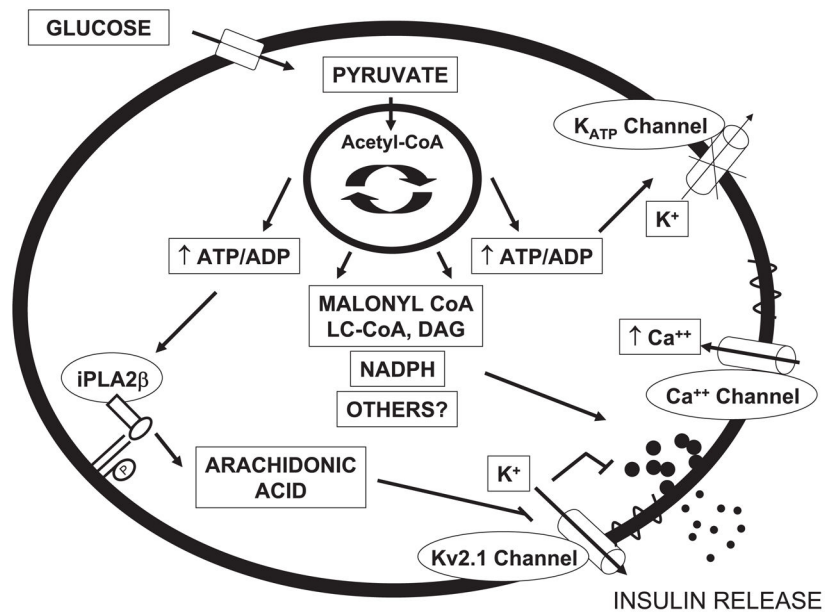 GLUCOSE
PYRUVATE
Acetyl-CoA
K_ATP Channel
K⁺
↑ ATP/ADP
↑ ATP/ADP
MALONYL CoA
LC-CoA, DAG
↑ Ca⁺⁺
NADPH
iPLA2β
Ca⁺⁺ Channel
OTHERS?
P
ARACHIDONIC
ACID
K⁺
Kv2.1 Channel
INSULIN RELEASE